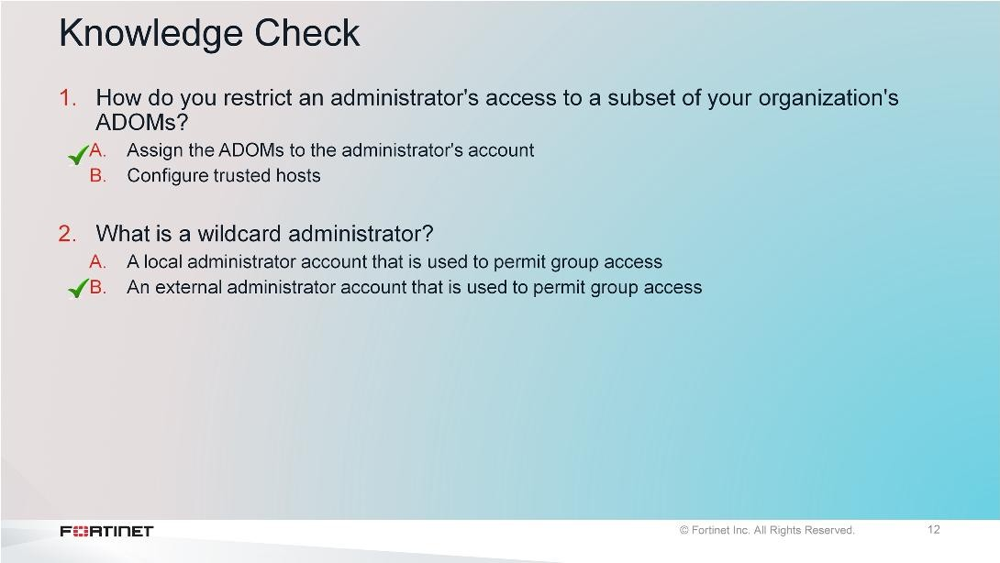 Knowledge Check
1. How do you restrict an administrator's access to a subset of your organization's
ADOMs?
A. Assign the ADOMs to the administrator's account
B. Configure trusted hosts
2. What is a wildcard administrator?
A. A local administrator account that is used to permit group access
B. An external administrator account that is used to permit group access
FORTINET
© Fortinet Inc. All Rights Reserved.
12